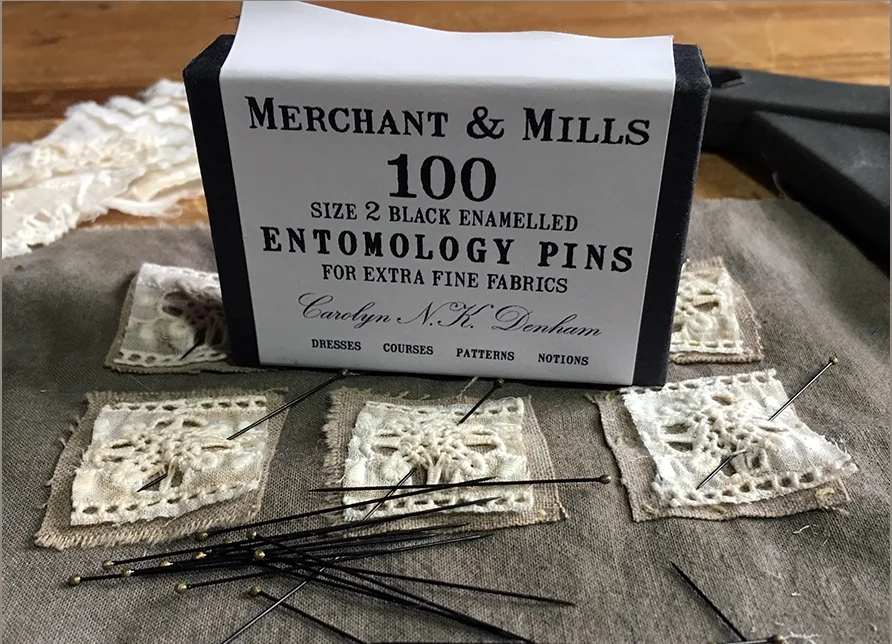 MERCHANT & MILLS
100
SIZE 2 BLACK ENAMELLED
ENTOMOLOGY PINS
FOR EXTRA FINE FABRICS
Carolyn N.K. Denham
DRESSES COURSES PATTERNS NOTIONS